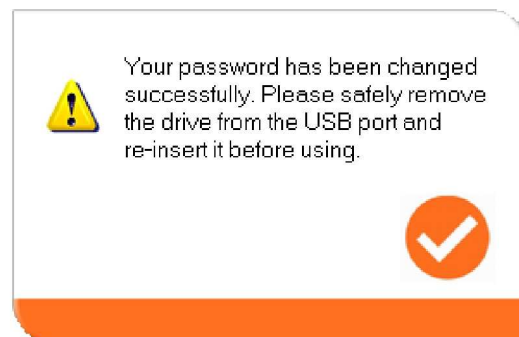 Your password has been changed
successfully. Please safely remove
the drive from the USB port and
re-insert it before using.